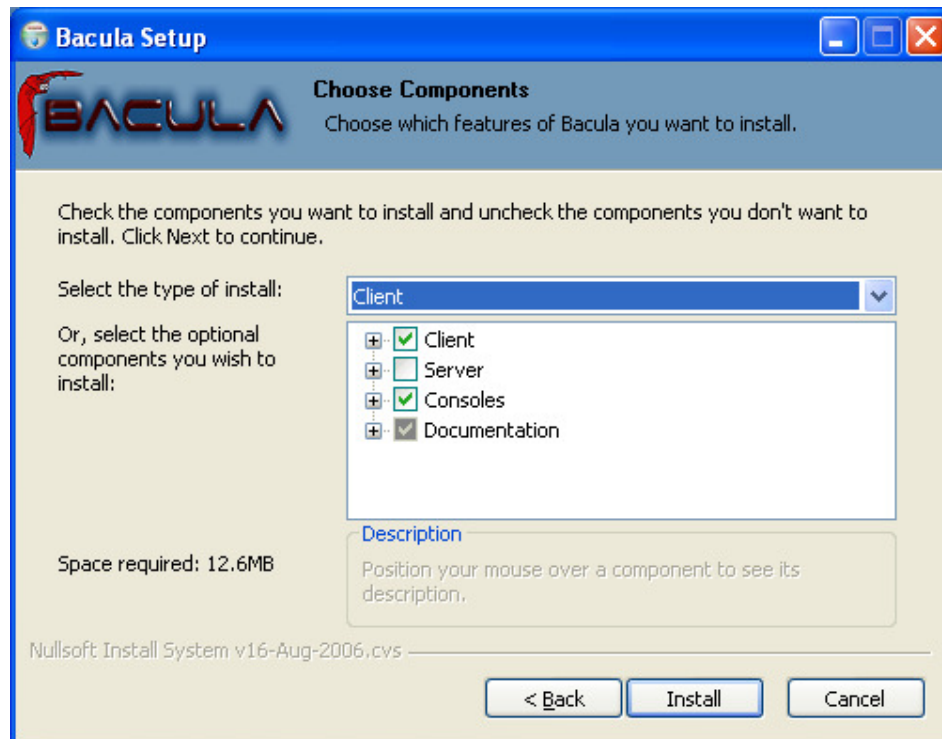 Bacula Setup
BACULA
Choose Components
Choose which features of Bacula you want to install.
Check the components you want to install and uncheck the components you don't want to
install. Click Next to continue.
Select the type of install:
Client
Or, select the optional
components you wish to
install:
Client
Server
Consoles
Documentation
Space required: 12.6MB
Description
Position your mouse over a component to see its
description.
Nullsoft Install System v16-Aug-2006.cvs
< Back
Install
Cancel